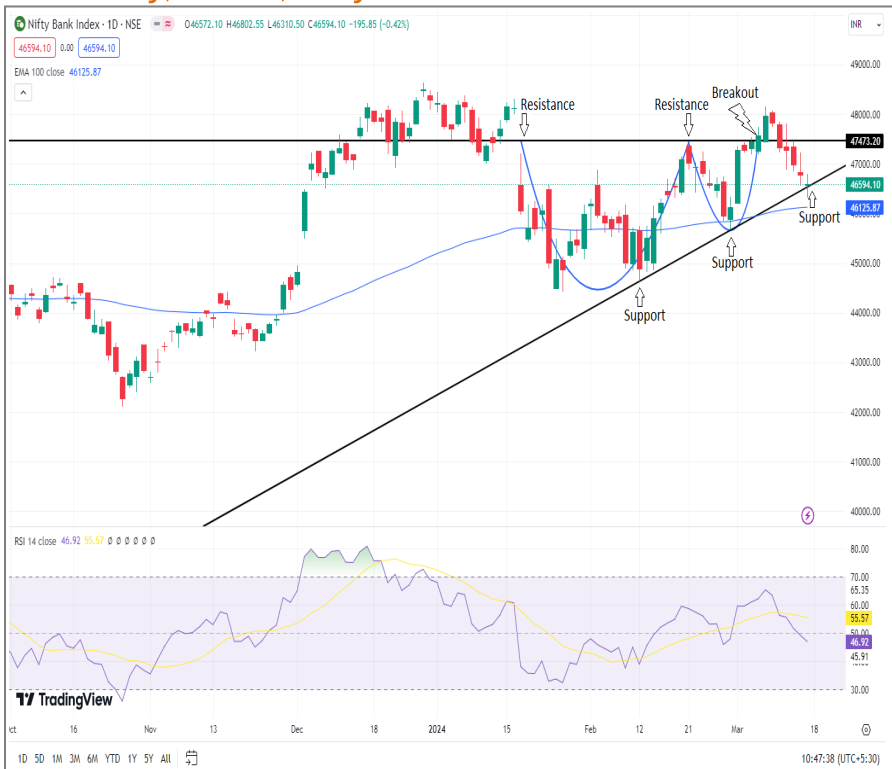 Nifty Bank Index · 1D · NSE O46572.10 H46802.55 L46310.50 C46594.10 −195.85 (−0.42%) INR
46594.10 0.00 46594.10
EMA 100 close 46125.87
49000.00
Breakout
Resistance Resistance
48000.00
47473.20
47000.00
46594.10
46125.87
Support
Support
45000.00
Support
44000.00
43000.00
42000.00
41000.00
40000.00
RSI 14 close 46.92 55.57 Ø Ø Ø Ø Ø Ø
80.00
70.00
65.35
60.00
55.57
50.00
46.92
45.91
30.00
TradingView
16 Nov 13 Dec 18 2024 15 Feb 12 21 Mar 18
1D 5D 1M 3M 6M YTD 1Y 5Y All 10:47:38 (UTC+5:30)